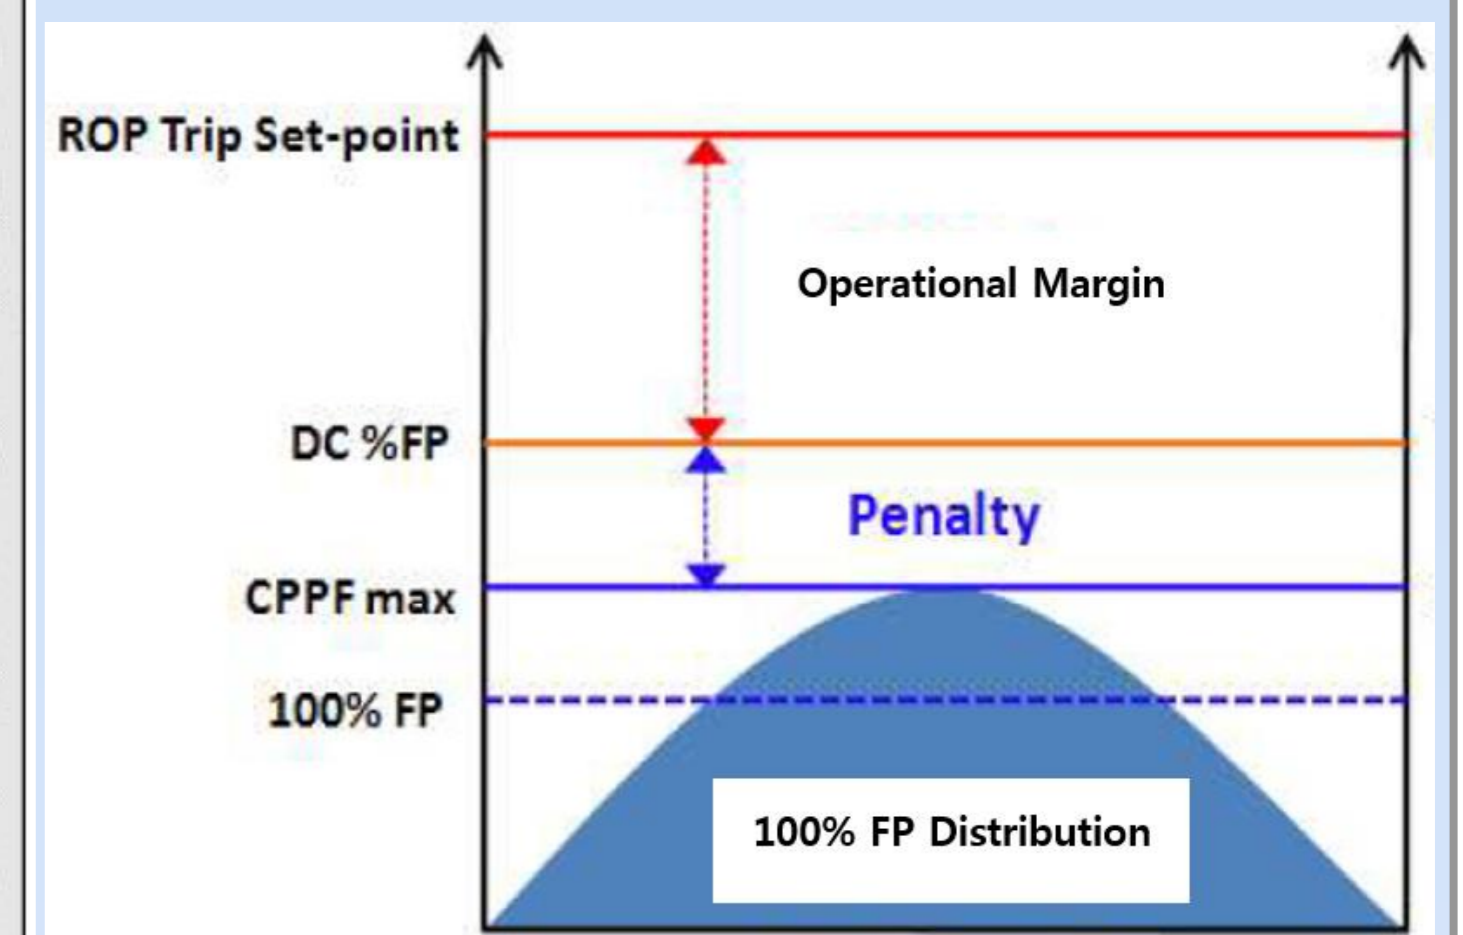 ROP Trip Set-point
Operational Margin
DC %FP
Penalty
CPPF max
100% FP
100% FP Distribution